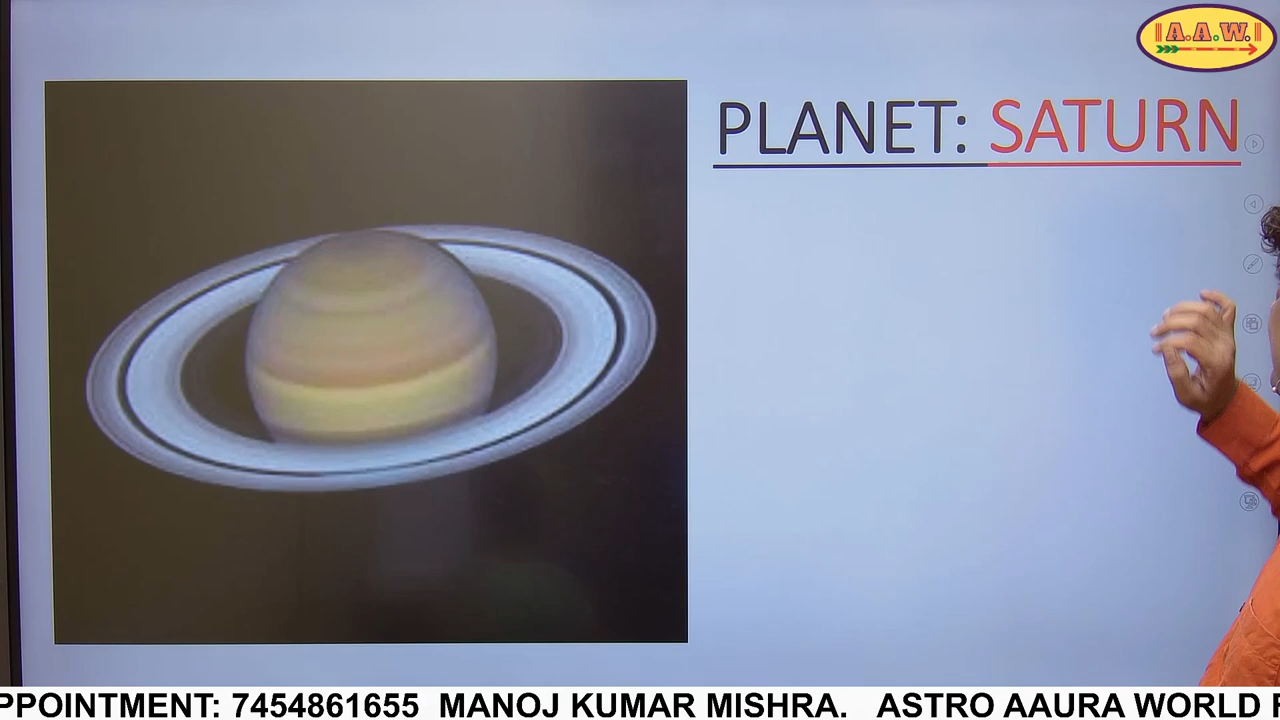 A.A.W.
PLANET: SATURN
PPOINTMENT: 7454861655 MANOJ KUMAR MISHRA. ASTRO AAURA WORLD